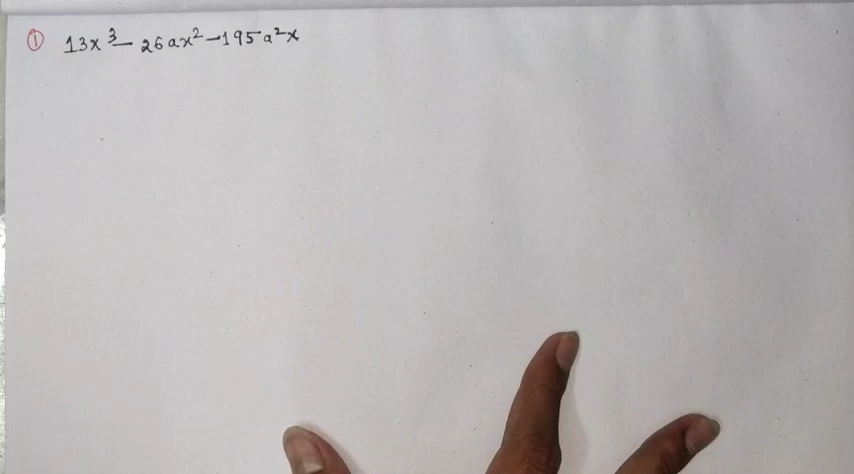 ① 13x³ - 26ax² - 195a²x